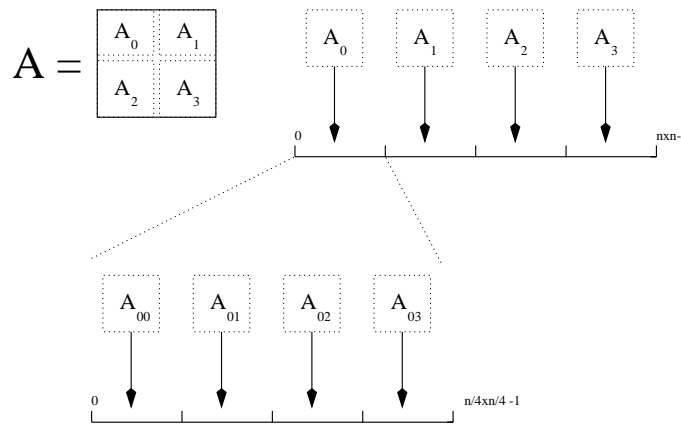 A =
A0 A1
A2 A3
A0 A1 A2 A3
0 nxn-
A00 A01 A02 A03
0 n/4xn/4 -1